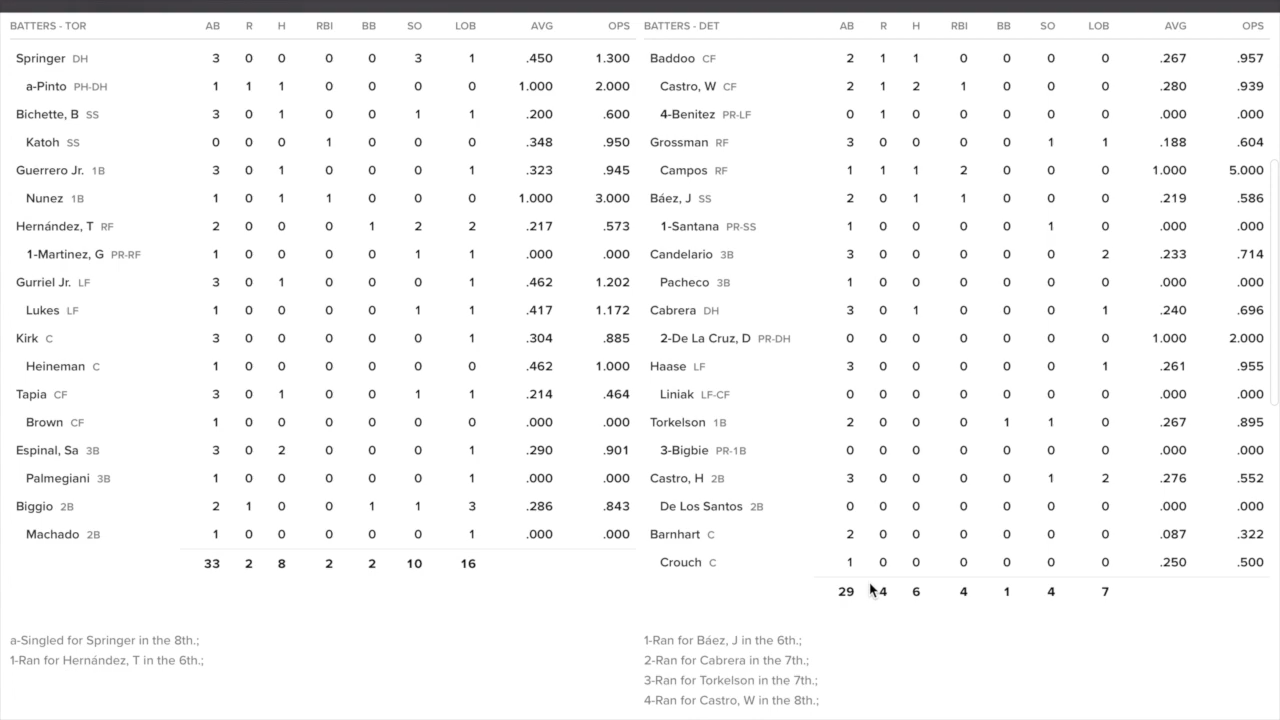 BATTERS - TOR AB R H RBI BB SO LOB AVG OPS
Springer DH 3 0 0 0 0 3 1 .450 1.300
a-Pinto PH-DH 1 1 1 0 0 0 0 1.000 2.000
Bichette, B SS 3 0 1 0 0 1 1 .200 .600
Katoh SS 0 0 0 1 0 0 0 .348 .950
Guerrero Jr. 1B 3 0 1 0 0 0 1 .323 .945
Nunez 1B 1 0 1 1 0 0 0 1.000 3.000
Hernández, T RF 2 0 0 0 1 2 2 .217 .573
1-Martinez, G PR-RF 1 0 0 0 0 1 1 .000 .000
Gurriel Jr. LF 3 0 1 0 0 0 1 .462 1.202
Lukes LF 1 0 0 0 0 1 1 .417 1.172
Kirk C 3 0 0 0 0 0 1 .304 .885
Heineman C 1 0 0 0 0 0 1 .462 1.000
Tapia CF 3 0 1 0 0 1 1 .214 .464
Brown CF 1 0 0 0 0 0 0 .000 .000
Espinal, Sa 3B 3 0 2 0 0 0 1 .290 .901
Palmegiani 3B 1 0 0 0 0 0 1 .000 .000
Biggio 2B 2 1 0 0 1 1 3 .286 .843
Machado 2B 1 0 0 0 0 0 1 .000 .000
33 2 8 2 2 10 16
a-Singled for Springer in the 8th.;
1-Ran for Hernández, T in the 6th.;
BATTERS - DET AB R H RBI BB SO LOB AVG OPS
Baddoo CF 2 1 1 0 0 0 0 .267 .957
Castro, W CF 2 1 2 1 0 0 0 .280 .939
4-Benitez PR-LF 0 1 0 0 0 0 0 .000 .000
Grossman RF 3 0 0 0 0 1 1 .188 .604
Campos RF 1 1 1 2 0 0 0 1.000 5.000
Báez, J SS 2 0 1 1 0 0 0 .219 .586
1-Santana PR-SS 1 0 0 0 0 1 0 .000 .000
Candelario 3B 3 0 0 0 0 0 2 .233 .714
Pacheco 3B 1 0 0 0 0 0 0 .000 .000
Cabrera DH 3 0 1 0 0 0 1 .240 .696
2-De La Cruz, D PR-DH 0 0 0 0 0 0 0 1.000 2.000
Haase LF 3 0 0 0 0 0 1 .261 .955
Liniak LF-CF 0 0 0 0 0 0 0 .000 .000
Torkelson 1B 2 0 0 0 1 1 0 .267 .895
3-Bigbie PR-1B 0 0 0 0 0 0 0 .000 .000
Castro, H 2B 3 0 0 0 0 1 2 .276 .552
De Los Santos 2B 0 0 0 0 0 0 0 .000 .000
Barnhart C 2 0 0 0 0 0 0 .087 .322
Crouch C 1 0 0 0 0 0 0 .250 .500
29 4 6 4 1 4 7
1-Ran for Báez, J in the 6th.;
2-Ran for Cabrera in the 7th.;
3-Ran for Torkelson in the 7th.;
4-Ran for Castro, W in the 8th.;